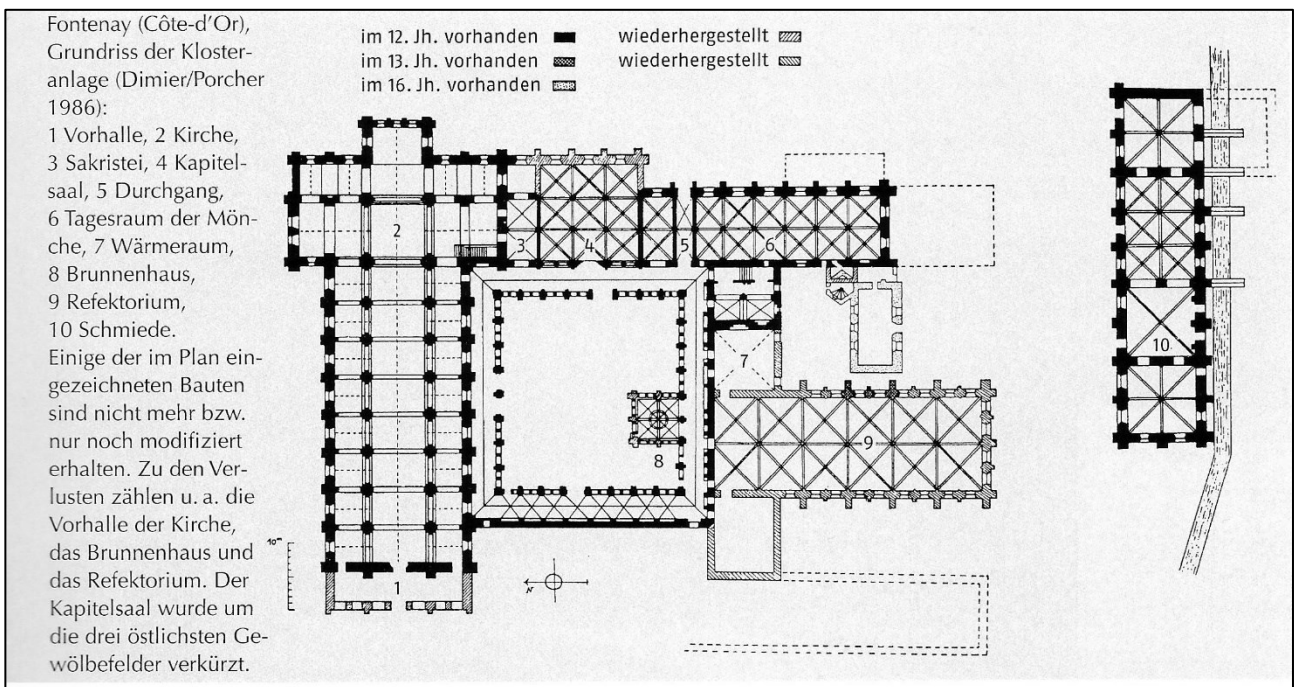 Fontenay (Côte-d'Or),
Grundriss der Kloster-
anlage (Dimier/Porcher
1986):
1 Vorhalle, 2 Kirche,
3 Sakristei, 4 Kapitel-
saal, 5 Durchgang,
6 Tagesraum der Mön-
che, 7 Wärmeraum,
8 Brunnenhaus,
9 Refektorium,
10 Schmiede.
Einige der im Plan ein-
gezeichneten Bauten
sind nicht mehr bzw.
nur noch modifiziert
erhalten. Zu den Ver-
lusten zählen u. a. die
Vorhalle der Kirche,
das Brunnenhaus und
das Refektorium. Der
Kapitelsaal wurde um
die drei östlichsten Ge-
wölbefelder verkürzt.
im 12. Jh. vorhanden wiederhergestellt
im 13. Jh. vorhanden wiederhergestellt
im 16. Jh. vorhanden
2
3
4
5
6
7
8
9
10
10m
1
N